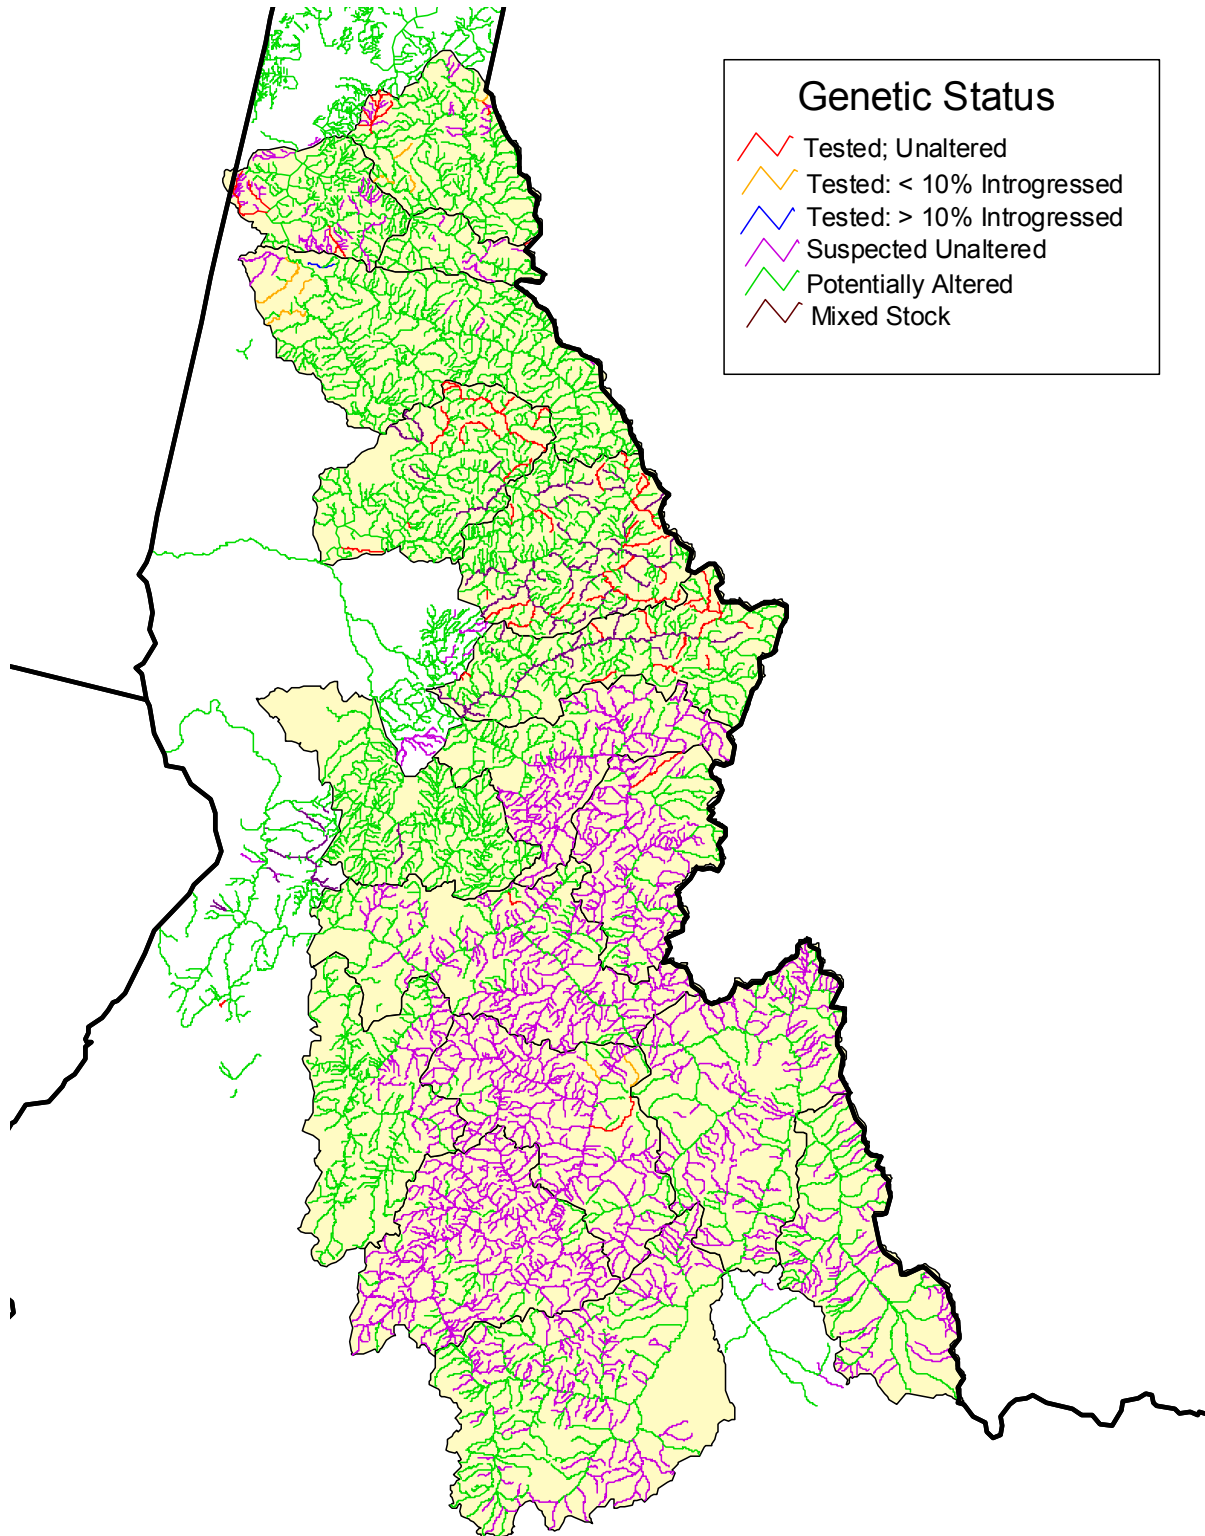 Genetic Status
Tested; Unaltered
Tested: < 10% Introgressed
Tested: > 10% Introgressed
Suspected Unaltered
Potentially Altered
Mixed Stock